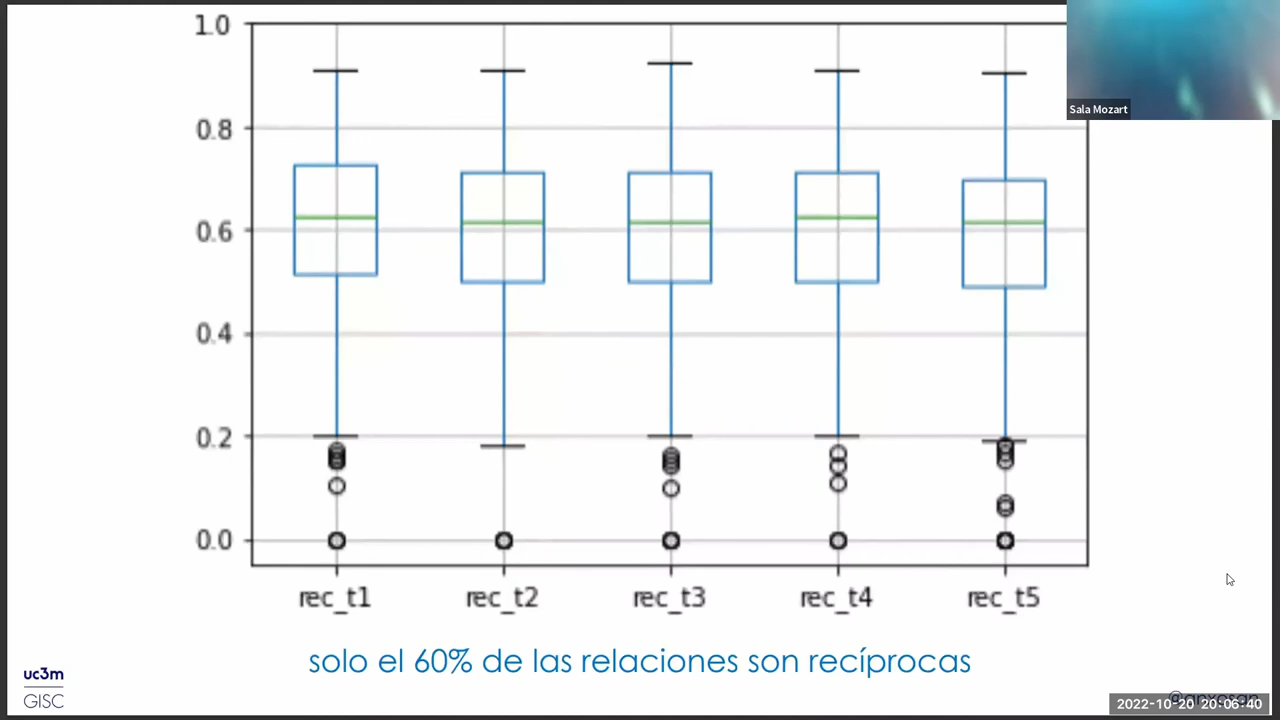 1.0
Sala Mozart
0.8
0.6
0.4
0.2
0.0
rec_t1 rec_t2 rec_t3 rec_t4 rec_t5
solo el 60% de las relaciones son recíprocas
uc3m
GISC
2022-10-20 20:06:40